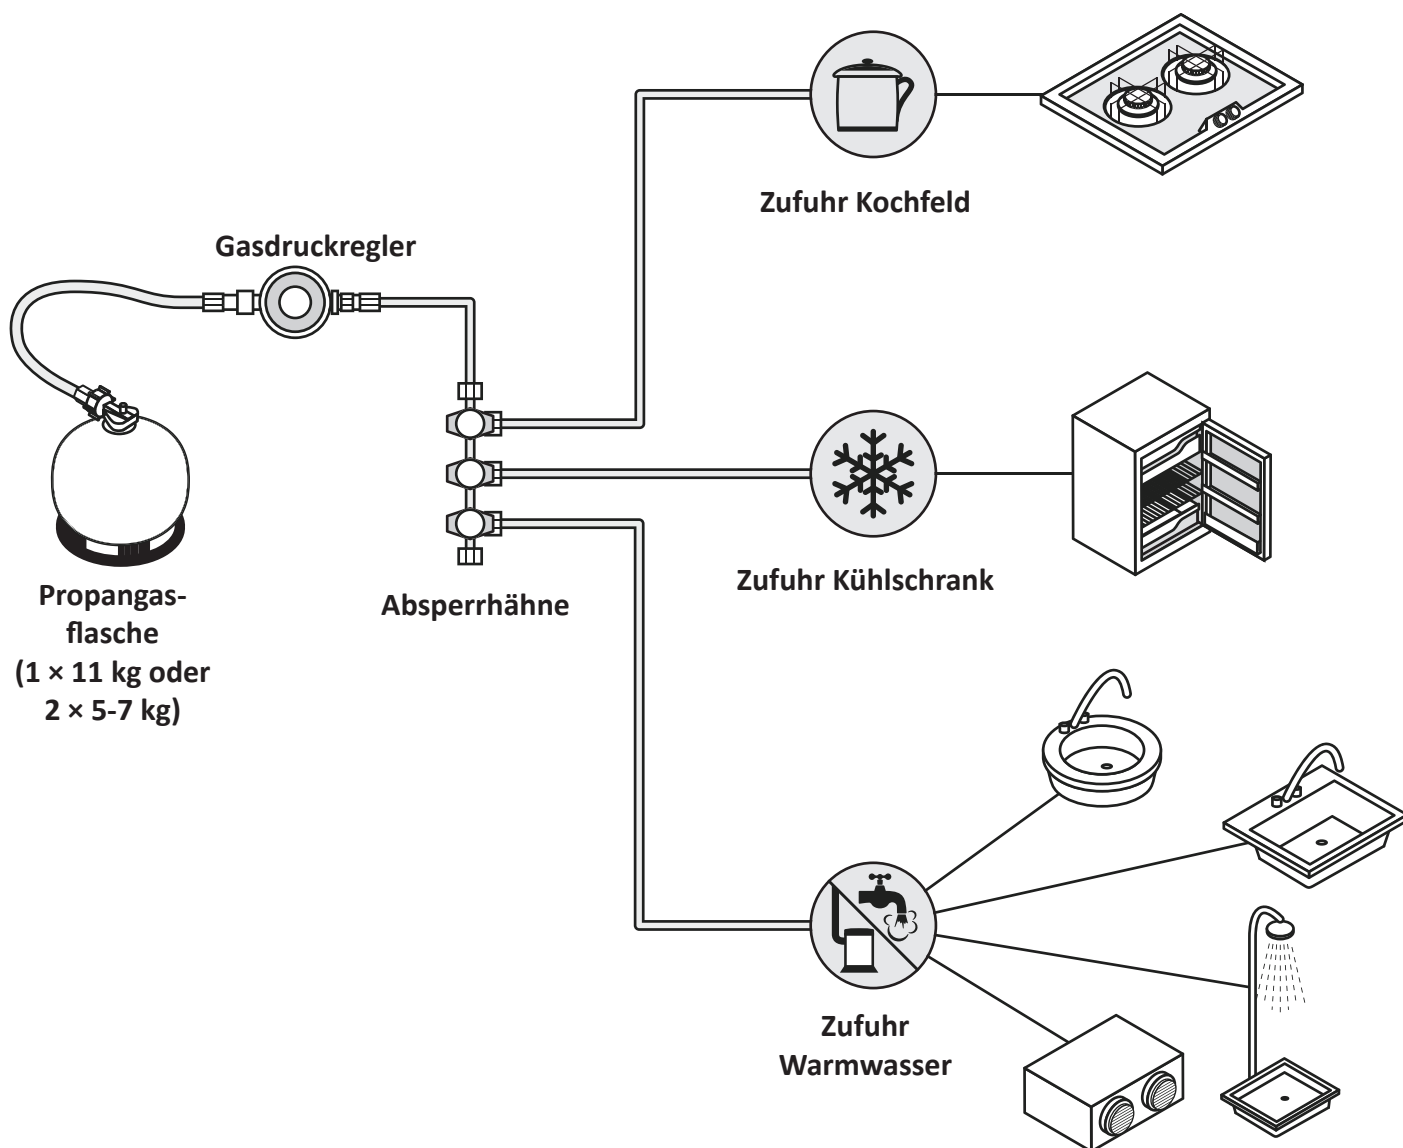 Zufuhr Kochfeld
Gasdruckregler
Zufuhr Kühlschrank
Absperrhähne
Propangas-
flasche
(1 × 11 kg oder
2 × 5-7 kg)
Zufuhr
Warmwasser